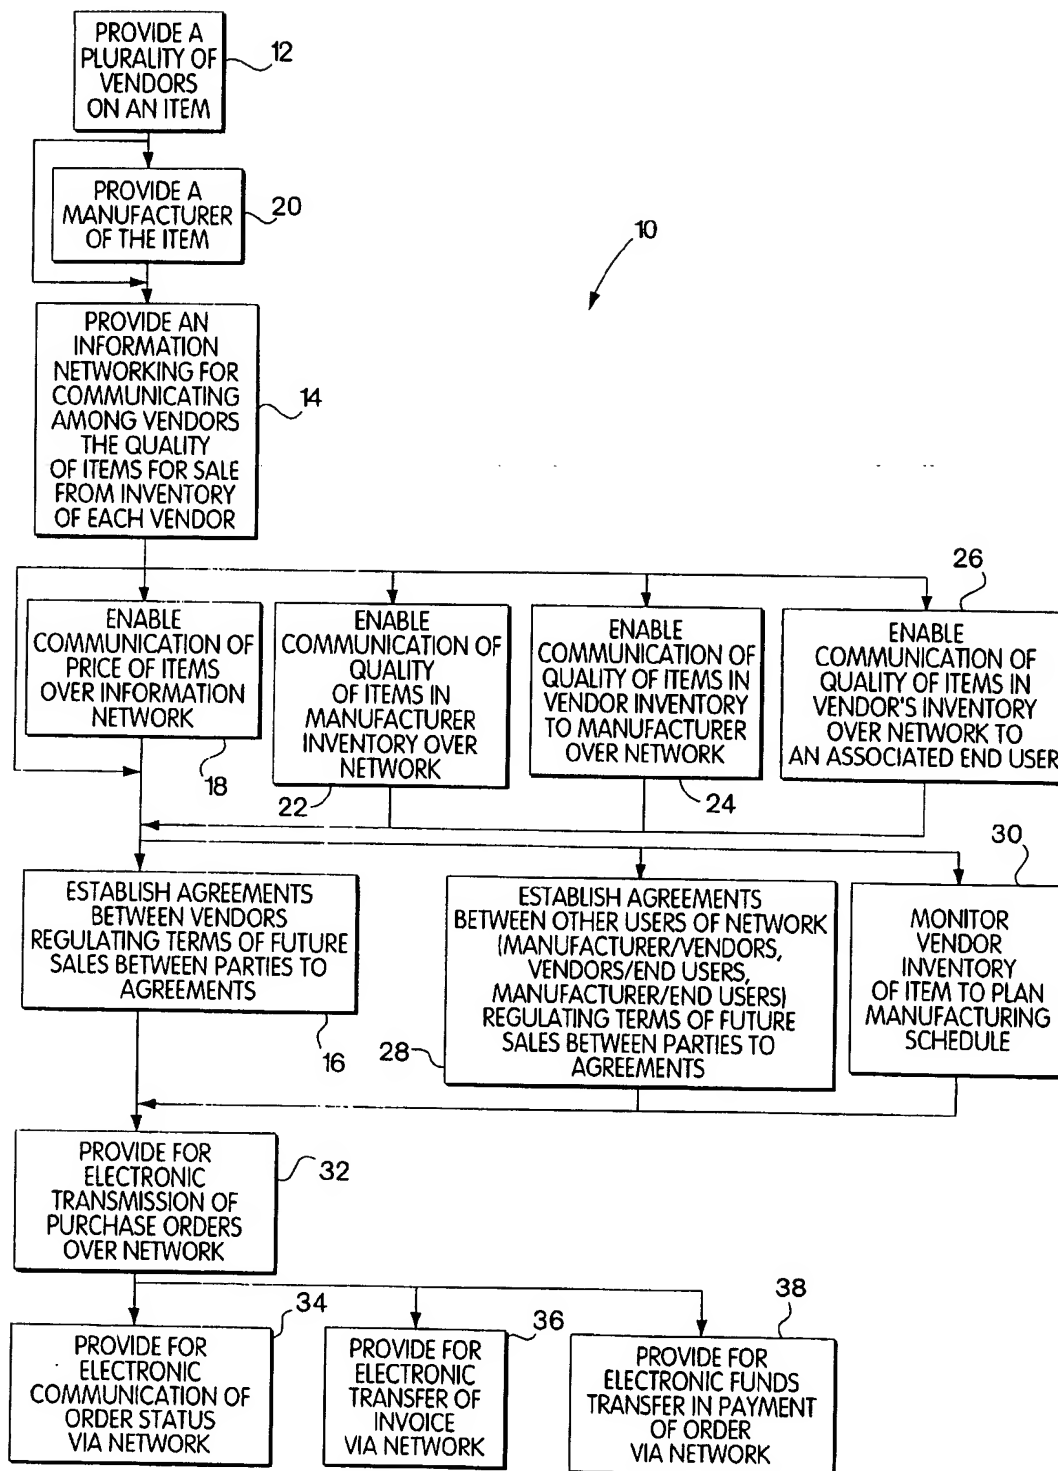 PROVIDE A
PLURALITY OF
VENDORS
ON AN ITEM
12
PROVIDE A
MANUFACTURER
OF THE ITEM
20
10
PROVIDE AN
INFORMATION
NETWORKING FOR
COMMUNICATING
AMONG VENDORS
THE QUALITY
OF ITEMS FOR SALE
FROM INVENTORY
OF EACH VENDOR
14
ENABLE
COMMUNICATION OF
PRICE OF ITEMS
OVER INFORMATION
NETWORK
18
ENABLE
COMMUNICATION OF
QUALITY
OF ITEMS IN
MANUFACTURER
INVENTORY OVER
NETWORK
22
ENABLE
COMMUNICATION OF
QUALITY OF ITEMS IN
VENDOR INVENTORY
TO MANUFACTURER
OVER NETWORK
24
26
ENABLE
COMMUNICATION OF
QUALITY OF ITEMS IN
VENDOR'S INVENTORY
OVER NETWORK TO
AN ASSOCIATED END USER
ESTABLISH AGREEMENTS
BETWEEN VENDORS
REGULATING TERMS OF FUTURE
SALES BETWEEN PARTIES TO
AGREEMENTS
16
ESTABLISH AGREEMENTS
BETWEEN OTHER USERS OF NETWORK
(MANUFACTURER/VENDORS,
VENDORS/END USERS,
MANUFACTURER/END USERS)
REGULATING TERMS OF FUTURE
SALES BETWEEN PARTIES TO
AGREEMENTS
28
30
MONITOR
VENDOR
INVENTORY
OF ITEM TO PLAN
MANUFACTURING
SCHEDULE
PROVIDE FOR
ELECTRONIC
TRANSMISSION OF
PURCHASE ORDERS
OVER NETWORK
32
PROVIDE FOR
ELECTRONIC
COMMUNICATION OF
ORDER STATUS
VIA NETWORK
34
PROVIDE FOR
ELECTRONIC
TRANSFER OF
INVOICE
VIA NETWORK
36
PROVIDE FOR
ELECTRONIC FUNDS
TRANSFER IN PAYMENT
OF ORDER
VIA NETWORK
38